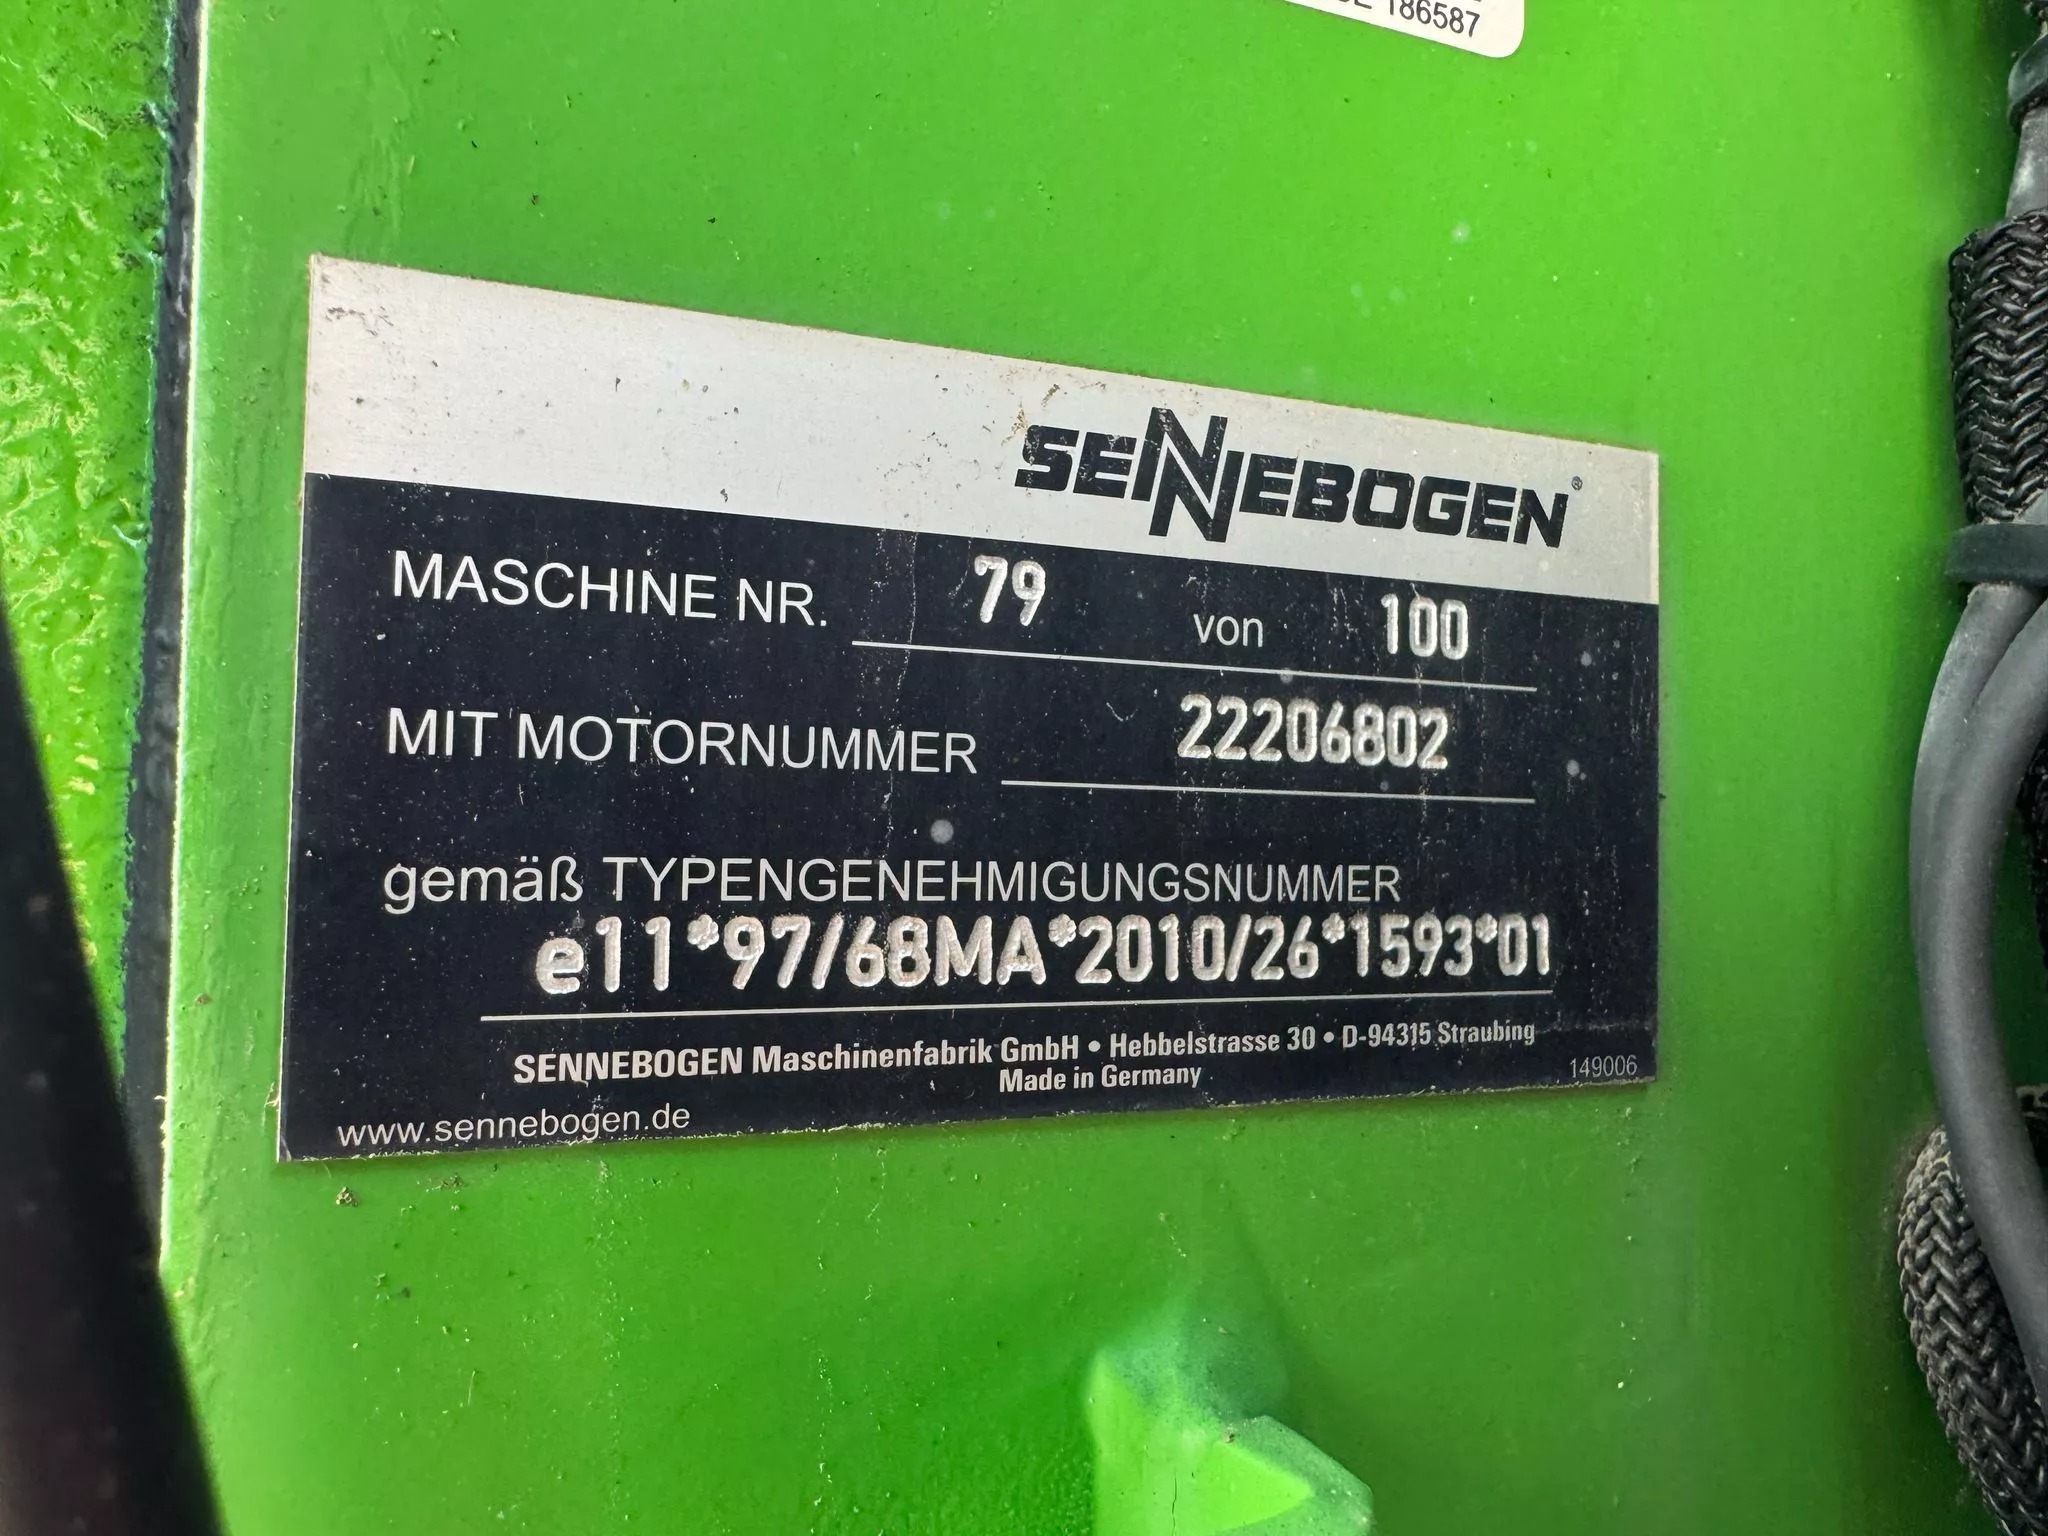 186587
SENNEBOGEN®
MASCHINE NR. 79 von 100
MIT MOTORNUMMER 22206802
gemäß TYPENGENEHMIGUNGSNUMMER
e11*97/68MA*2010/26*1593*01
SENNEBOGEN Maschinenfabrik GmbH • Hebbelstrasse 30 • D-94315 Straubing
Made in Germany
149006
www.sennebogen.de